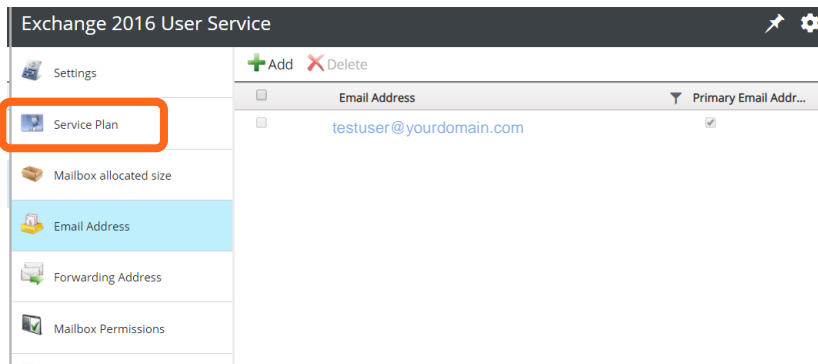 Exchange 2016 User Service
Settings
Service Plan
Mailbox allocated size
Email Address
Forwarding Address
Mailbox Permissions
Add Delete
Email Address Primary Email Addr...
testuser@yourdomain.com